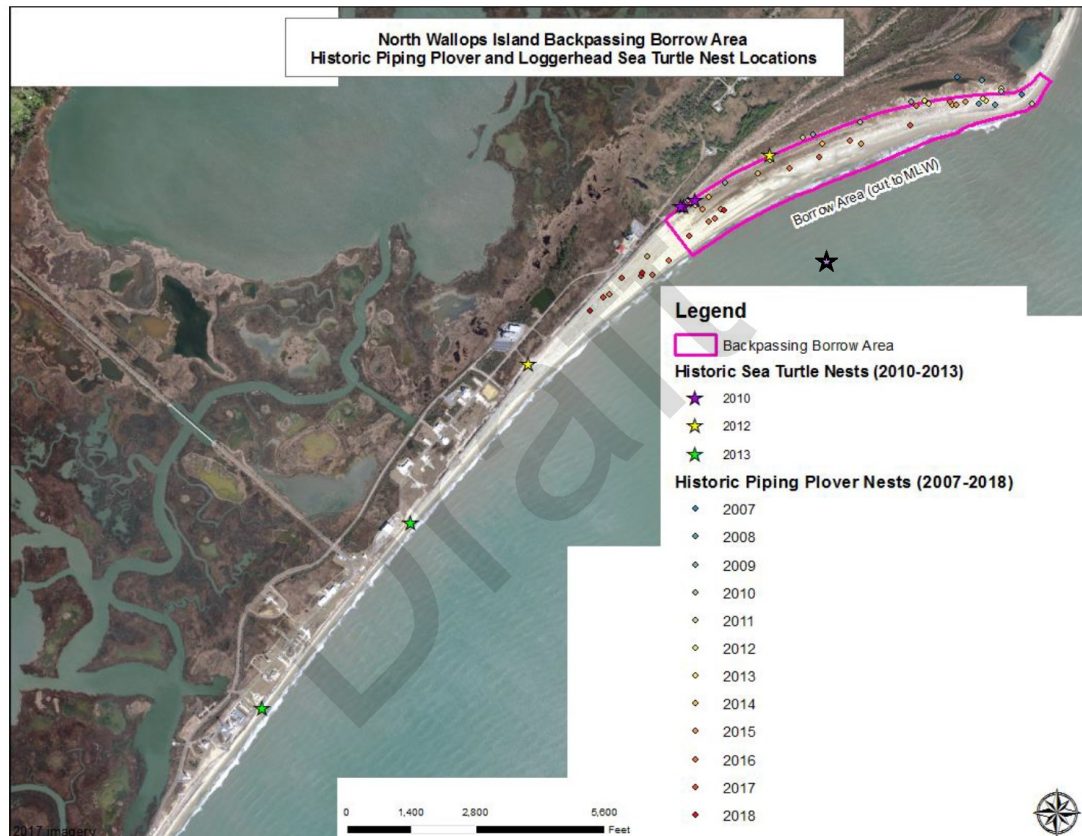 North Wallops Island Backpassing Borrow Area
Historic Piping Plover and Loggerhead Sea Turtle Nest Locations
Borrow Area (cut to MLW)
Draft
Legend
Backpassing Borrow Area
Historic Sea Turtle Nests (2010-2013)
2010
2012
2013
Historic Piping Plover Nests (2007-2018)
2007
2008
2009
2010
2011
2012
2013
2014
2015
2016
2017
2018
0 1,400 2,800 5,600
Feet
2017 imagery